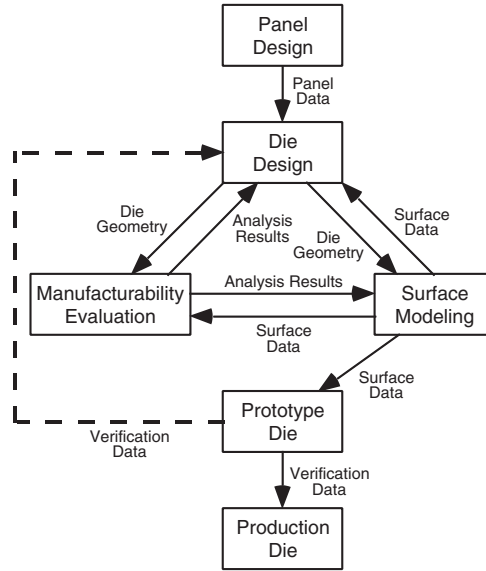 Panel
Design
Panel
Data
Die
Design
Die
Geometry
Analysis
Results
Die
Geometry
Surface
Data
Manufacturability
Evaluation
Analysis Results
Surface
Data
Surface
Modeling
Surface
Data
Prototype
Die
Verification
Data
Verification
Data
Production
Die